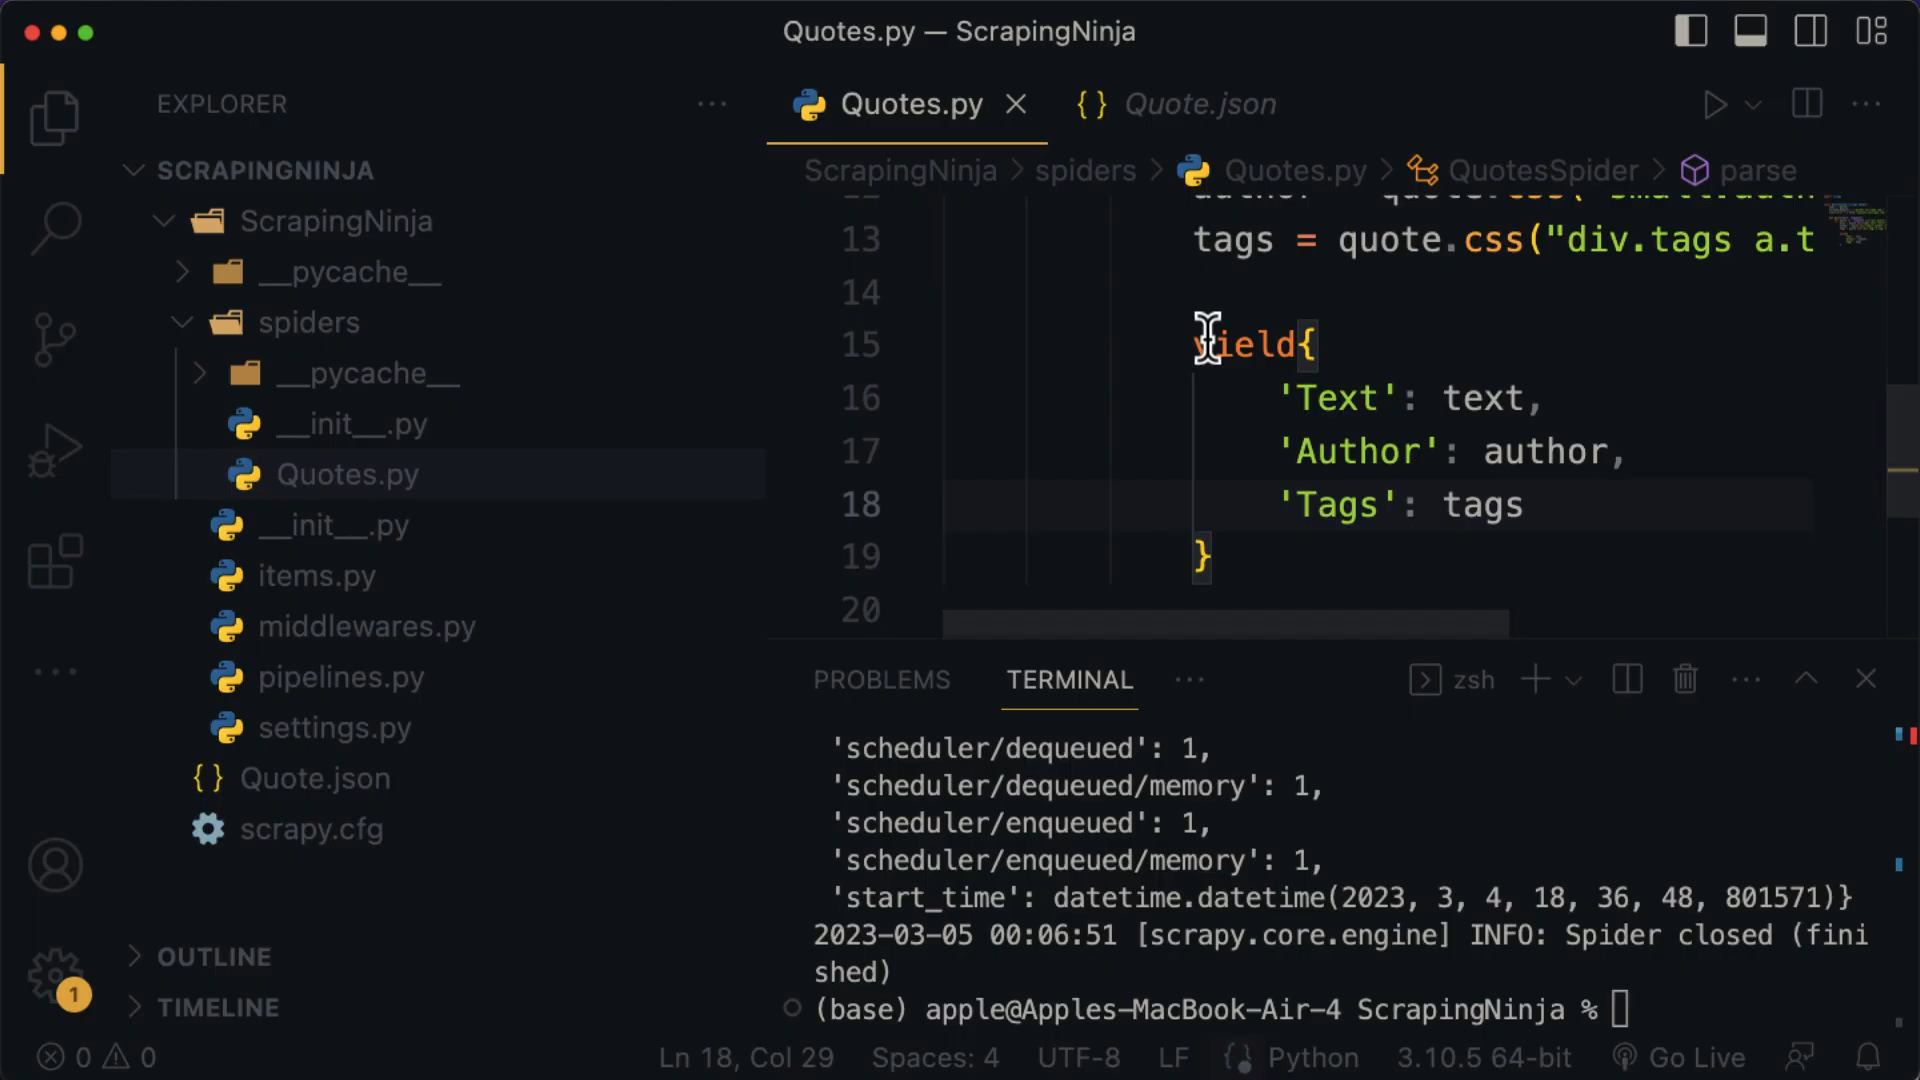 Quotes.py — ScrapingNinja
EXPLORER
Quotes.py
Quote.json
SCRAPINGNINJA
ScrapingNinja
__pycache__
spiders
__pycache__
__init__.py
Quotes.py
__init__.py
items.py
middlewares.py
pipelines.py
settings.py
Quote.json
scrapy.cfg
OUTLINE
TIMELINE
1
ScrapingNinja > spiders > Quotes.py > QuotesSpider > parse
13 tags = quote.css("div.tags a.t
14
15 yield{
16 'Text': text,
17 'Author': author,
18 'Tags': tags
19 }
20
PROBLEMS TERMINAL
zsh
'scheduler/dequeued': 1,
'scheduler/dequeued/memory': 1,
'scheduler/enqueued': 1,
'scheduler/enqueued/memory': 1,
'start_time': datetime.datetime(2023, 3, 4, 18, 36, 48, 801571)}
2023-03-05 00:06:51 [scrapy.core.engine] INFO: Spider closed (fini
shed)
(base) apple@Apples-MacBook-Air-4 ScrapingNinja %
0 0 Ln 18, Col 29 Spaces: 4 UTF-8 LF Python 3.10.5 64-bit Go Live